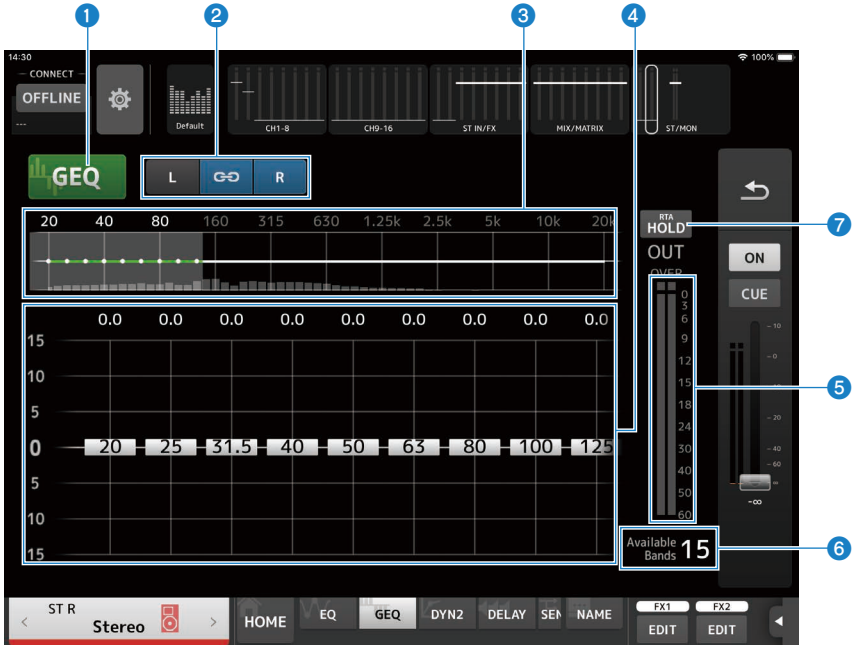 1 2 3 4
14:30 100%
CONNECT
OFFLINE
---
Default CH1-8 CH9-16 ST IN/FX MIX/MATRIX ST/MON
GEQ L R
20 40 80 160 315 630 1.25k 2.5k 5k 10k 20k
RTA
HOLD 7
OUT
OVER
ON
CUE
0.0 0.0 0.0 0.0 0.0 0.0 0.0 0.0 0.0
15
10
5
0 20 25 31.5 40 50 63 80 100 125
5
10
15
0
3
6
9
12
15
18
24
30
40
50
60
5
-10
-0
-20
-40
-60
-∞
-∞
Available
Bands 15 6
ST R
< Stereo >
HOME EQ GEQ DYN2 DELAY SEN NAME
FX1 FX2
EDIT EDIT